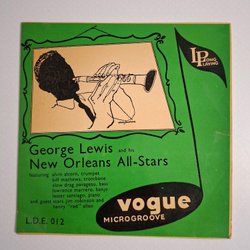 LP
LONG
PLAYING
George Lewis and his
New Orleans All-Stars
featuring alvin alcorn, trumpet
bill mathews, trombone
slow drag pavageau, bass
lawrence marrero, banjo
lester santiago, piano
and guest stars jim robinson and
henry "red" allen
vogue
MICROGROOVE
L.D.E. 012